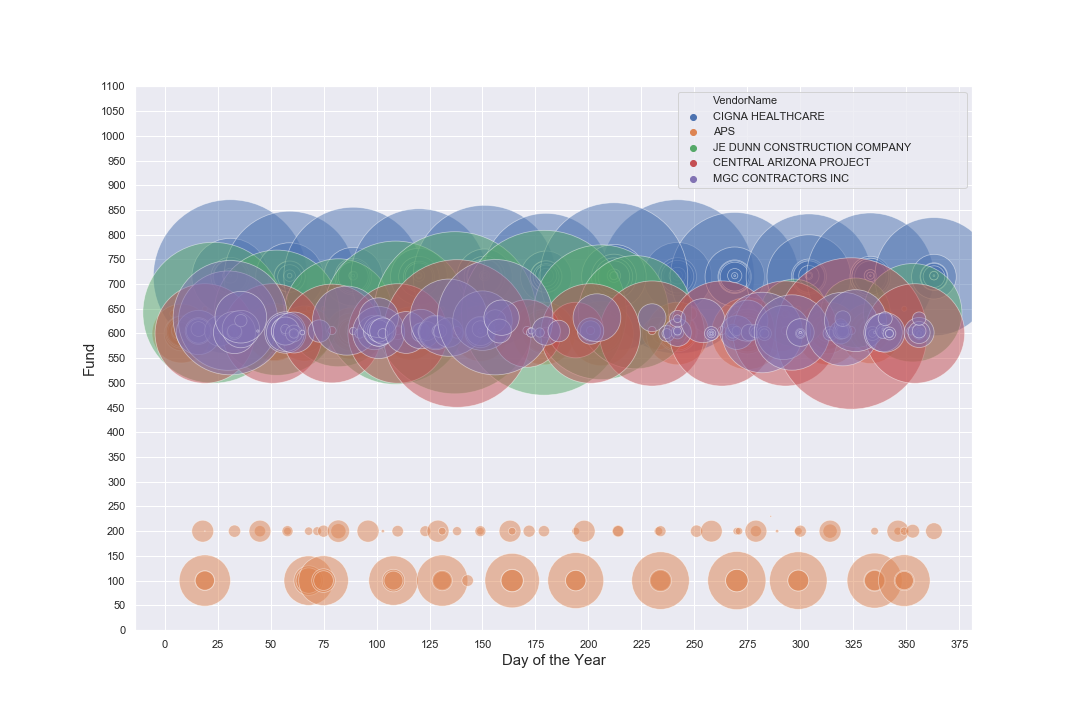 1100
1050
1000
950
900
850
800
750
700
650
600
550
500
450
400
350
300
250
200
150
100
50
0
Fund
VendorName
CIGNA HEALTHCARE
APS
JE DUNN CONSTRUCTION COMPANY
CENTRAL ARIZONA PROJECT
MGC CONTRACTORS INC
0 25 50 75 100 125 150 175 200 225 250 275 300 325 350 375
Day of the Year